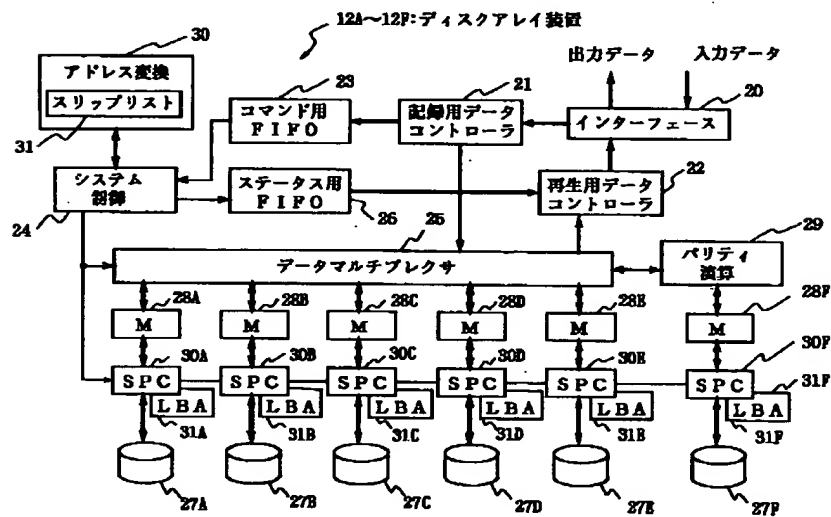 12A～12F:ディスクアレイ装置
30
アドレス変換
スリップリスト
31
23
コマンド用
FIFO
21
記録用データ
コントローラ
出力データ
入力データ
20
インターフェース
システム
制御
24
ステータス用
FIFO
26
再生用データ
コントローラ
22
25
データマルチプレクサ
29
パリティ
演算
28A
28B
28C
28D
28E
28F
M
M
M
M
M
M
30A
30B
30C
30D
30E
30F
SPC
SPC
SPC
SPC
SPC
SPC
31F
LBA
LBA
LBA
LBA
LBA
LBA
31A
31B
31C
31D
31E
31F
27A
27B
27C
27D
27E
27F